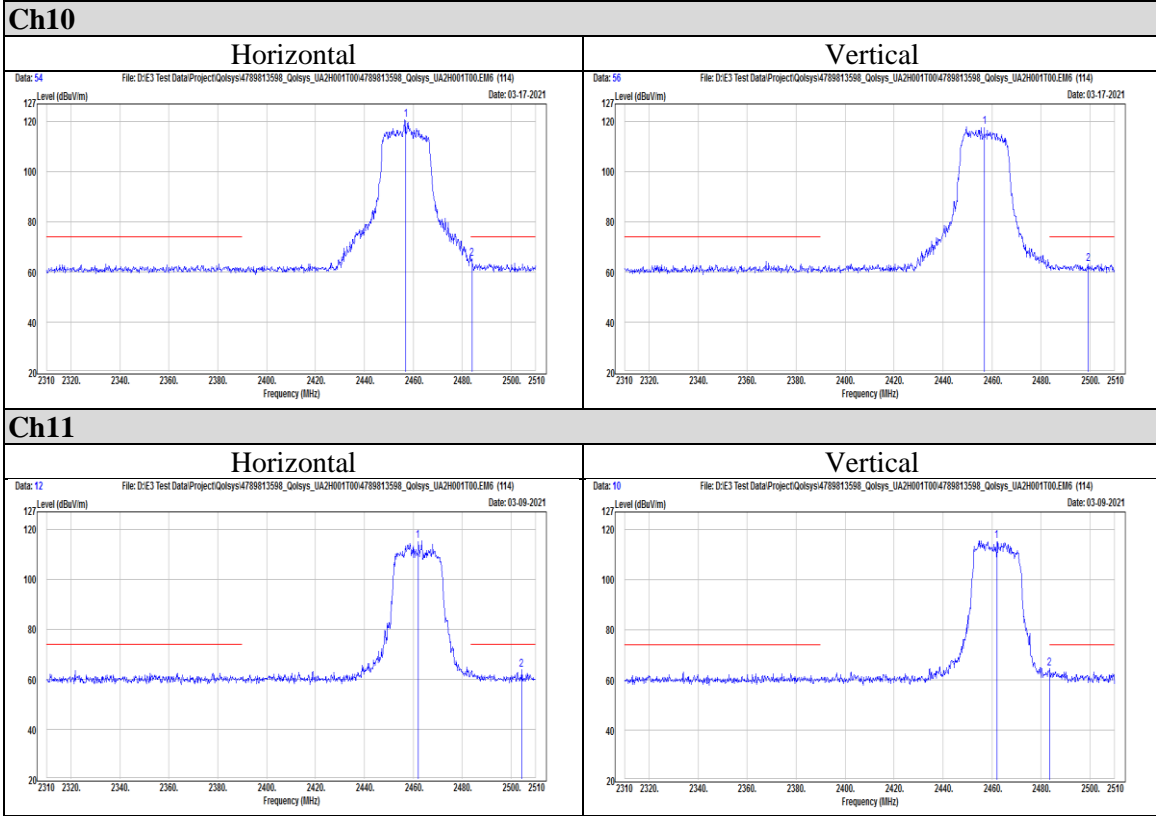 Ch10
Horizontal Vertical
Data: 54 File: D:\E3 Test Data\Project\Qolsys\4789813598_Qolsys_UA2H001T00\4789813598_Qolsys_UA2H001T00.EM6 (114)
127 Level (dBuV/m) Date: 03-17-2021
120
100
80
60
40
20
1
2
2310 2320. 2340. 2360. 2380. 2400. 2420. 2440. 2460. 2480. 2500. 2510
Frequency (MHz)
Data: 56 File: D:\E3 Test Data\Project\Qolsys\4789813598_Qolsys_UA2H001T00\4789813598_Qolsys_UA2H001T00.EM6 (114)
127 Level (dBuV/m) Date: 03-17-2021
120
100
80
60
40
20
1
2
2310 2320. 2340. 2360. 2380. 2400. 2420. 2440. 2460. 2480. 2500. 2510
Frequency (MHz)
Ch11
Horizontal Vertical
Data: 12 File: D:\E3 Test Data\Project\Qolsys\4789813598_Qolsys_UA2H001T00\4789813598_Qolsys_UA2H001T00.EM6 (114)
127 Level (dBuV/m) Date: 03-09-2021
120
100
80
60
40
20
1
2
2310 2320. 2340. 2360. 2380. 2400. 2420. 2440. 2460. 2480. 2500. 2510
Frequency (MHz)
Data: 10 File: D:\E3 Test Data\Project\Qolsys\4789813598_Qolsys_UA2H001T00\4789813598_Qolsys_UA2H001T00.EM6 (114)
127 Level (dBuV/m) Date: 03-09-2021
120
100
80
60
40
20
1
2
2310 2320. 2340. 2360. 2380. 2400. 2420. 2440. 2460. 2480. 2500. 2510
Frequency (MHz)